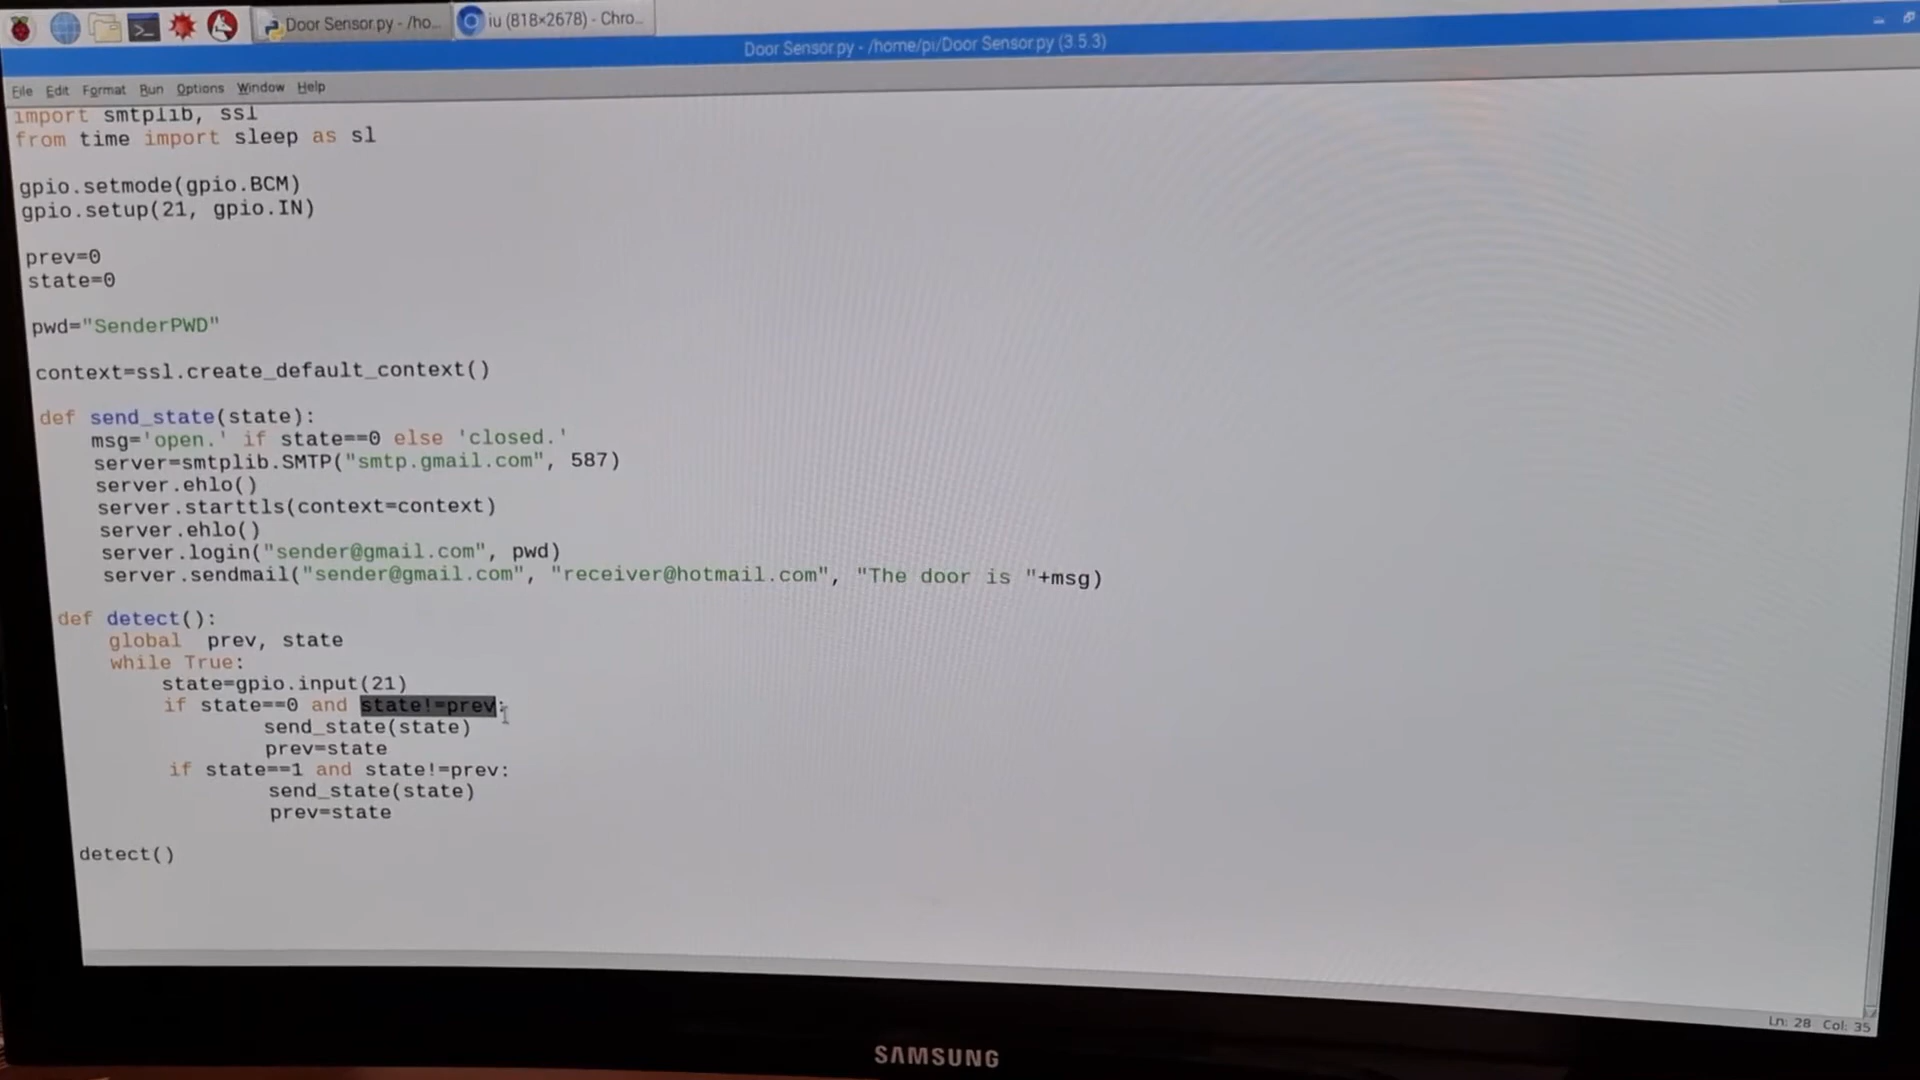 Door Sensor.py - /ho...
iu (818×2678) - Chro...
Door Sensor.py - /home/pi/Door Sensor.py (3.5.3)
File Edit Format Run Options Window Help
import smtplib, ssl
from time import sleep as sl
gpio.setmode(gpio.BCM)
gpio.setup(21, gpio.IN)
prev=0
state=0
pwd="SenderPWD"
context=ssl.create_default_context()
def send_state(state):
msg='open.' if state==0 else 'closed.'
server=smtplib.SMTP("smtp.gmail.com", 587)
server.ehlo()
server.starttls(context=context)
server.ehlo()
server.login("sender@gmail.com", pwd)
server.sendmail("sender@gmail.com", "receiver@hotmail.com", "The door is "+msg)
def detect():
global prev, state
while True:
state=gpio.input(21)
if state==0 and state!=prev:
send_state(state)
prev=state
if state==1 and state!=prev:
send_state(state)
prev=state
detect()
Ln: 28 Col: 35
SAMSUNG